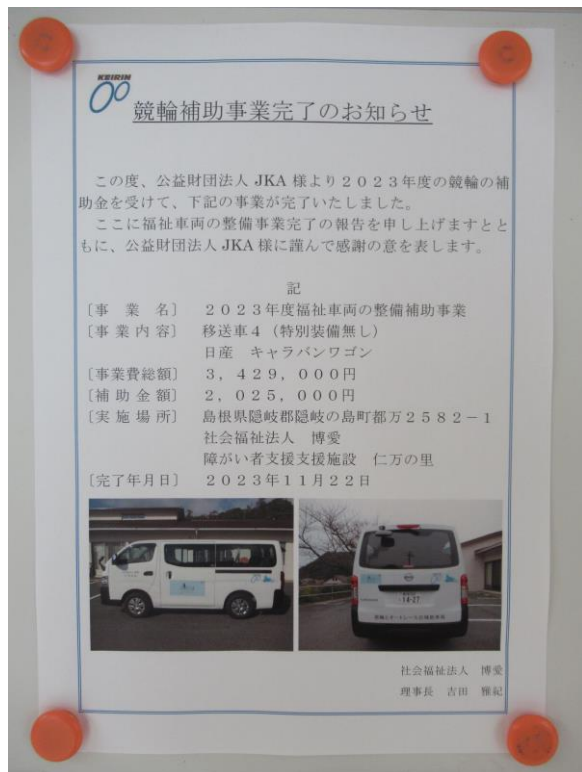 KEIRIN
競輪補助事業完了のお知らせ
この度、公益財団法人 JKA 様より２０２３年度の競輪の補
助金を受けて、下記の事業が完了いたしました。
ここに福祉車両の整備事業完了の報告を申し上げますとと
もに、公益財団法人 JKA 様に謹んで感謝の意を表します。
記
〔事　業　名〕　２０２３年度福祉車両の整備補助事業
〔事業内容〕　移送車４（特別装備無し）
日産　キャラバンワゴン
〔事業費総額〕　３，４２９，０００円
〔補助金額〕　２，０２５，０００円
〔実施場所〕　島根県隠岐郡隠岐の島町都万２５８２－１
社会福祉法人　博愛
障がい者支援支援施設　仁万の里
〔完了年月日〕　２０２３年１１月２２日
14-27
社会福祉法人　博愛
理事長　吉田　雅紀